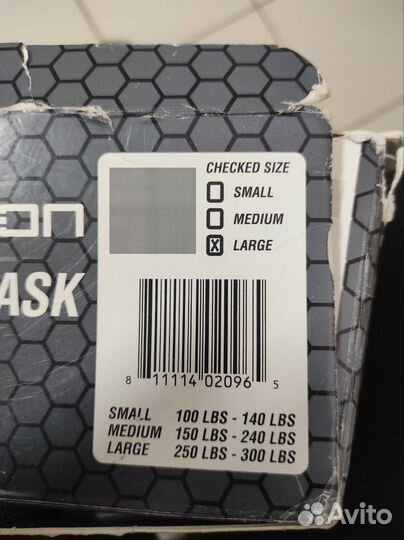 CHECKED SIZE
SMALL
MEDIUM
X LARGE
ON
ASK
8 11114 02096 5
SMALL 100 LBS - 140 LBS
MEDIUM 150 LBS - 240 LBS
LARGE 250 LBS - 300 LBS
Avito